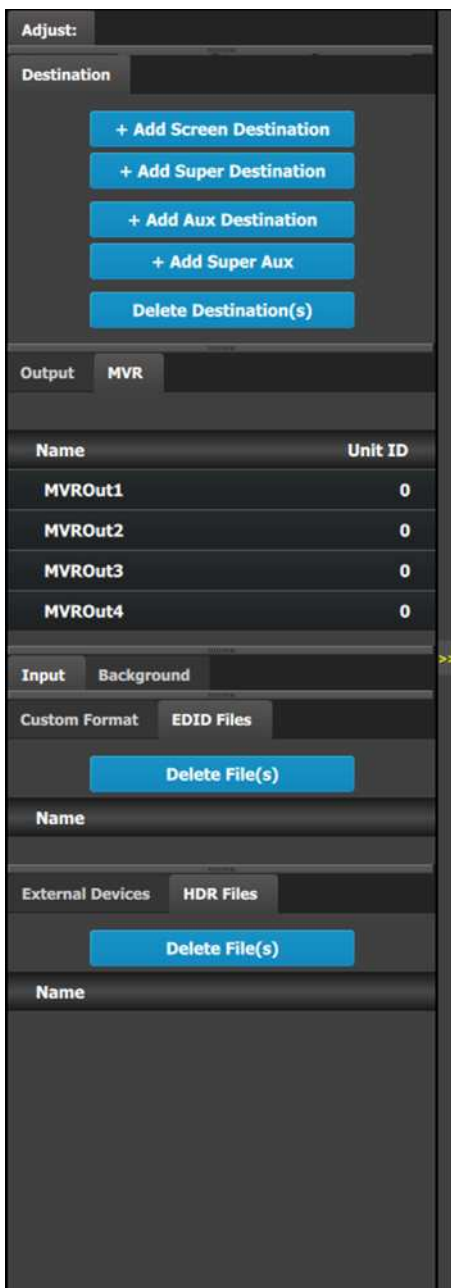 Adjust:
Destination
+ Add Screen Destination
+ Add Super Destination
+ Add Aux Destination
+ Add Super Aux
Delete Destination(s)
Output MVR
Name Unit ID
MVROut1 0
MVROut2 0
MVROut3 0
MVROut4 0
>>
Input Background
Custom Format EDID Files
Delete File(s)
Name
External Devices HDR Files
Delete File(s)
Name